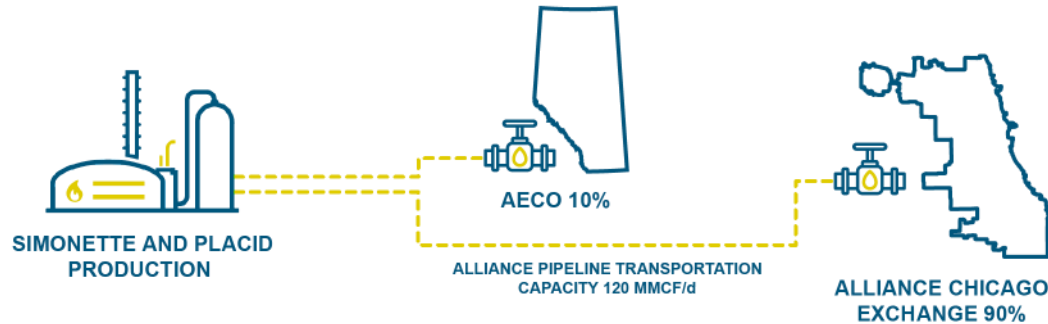 SIMONETTE AND PLACID
PRODUCTION
AECO 10%
ALLIANCE PIPELINE TRANSPORTATION
CAPACITY 120 MMCF/d
ALLIANCE CHICAGO
EXCHANGE 90%